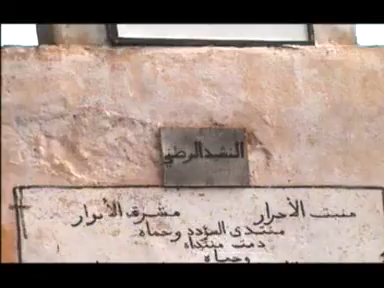 النشيد الوطني
منبت الأحرار مشرق الأنوار
منتدى السؤدد وحماه
دمت منتداه
وحماه